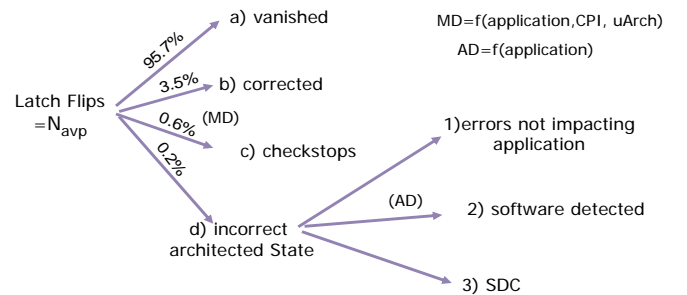 a) vanished
MD=f(application,CPI, uArch)
AD=f(application)
95.7%
3.5%
b) corrected
Latch Flips
=Navp
0.6%
(MD)
c) checkstops
0.2%
1)errors not impacting
application
(AD)
2) software detected
d) incorrect
architected State
3) SDC